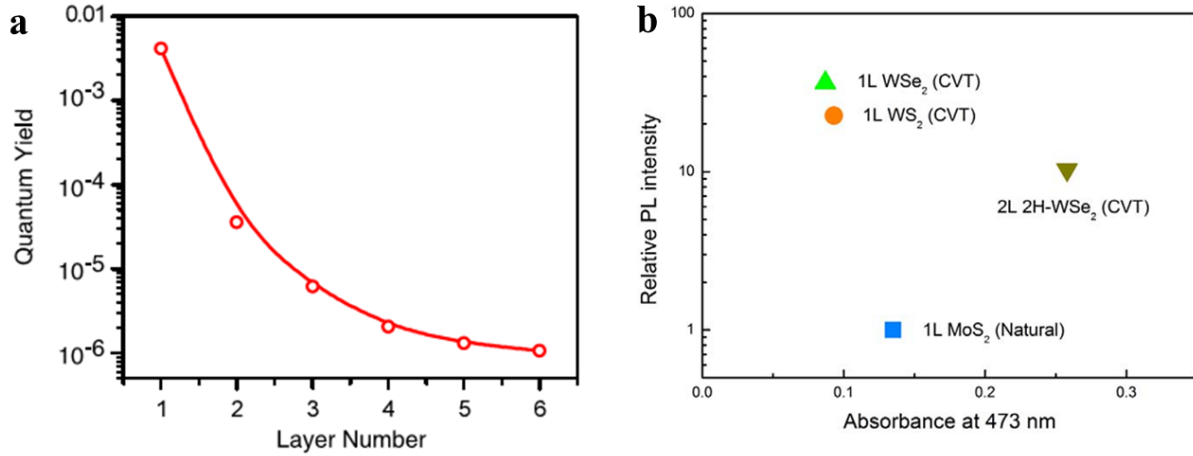 a
0.01
10⁻³
10⁻⁴
10⁻⁵
10⁻⁶
Quantum Yield
1 2 3 4 5 6
Layer Number
b
100
10
1
Relative PL intensity
1L WSe₂ (CVT)
1L WS₂ (CVT)
2L 2H-WSe₂ (CVT)
1L MoS₂ (Natural)
0.0 0.1 0.2 0.3
Absorbance at 473 nm